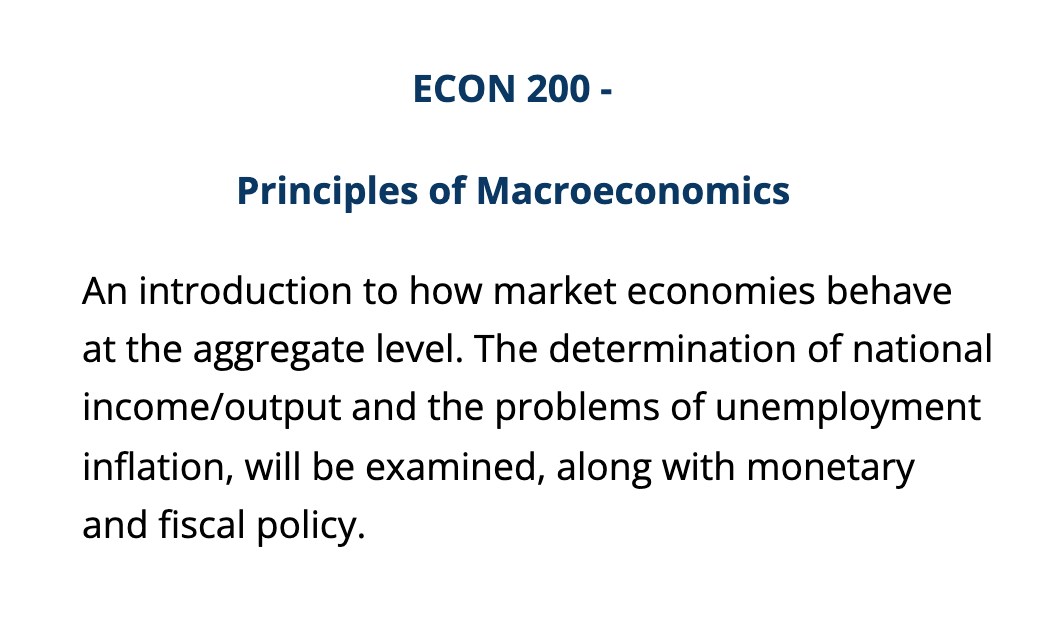 ECON 200 -
Principles of Macroeconomics
An introduction to how market economies behave
at the aggregate level. The determination of national
income/output and the problems of unemployment
inflation, will be examined, along with monetary
and fiscal policy.